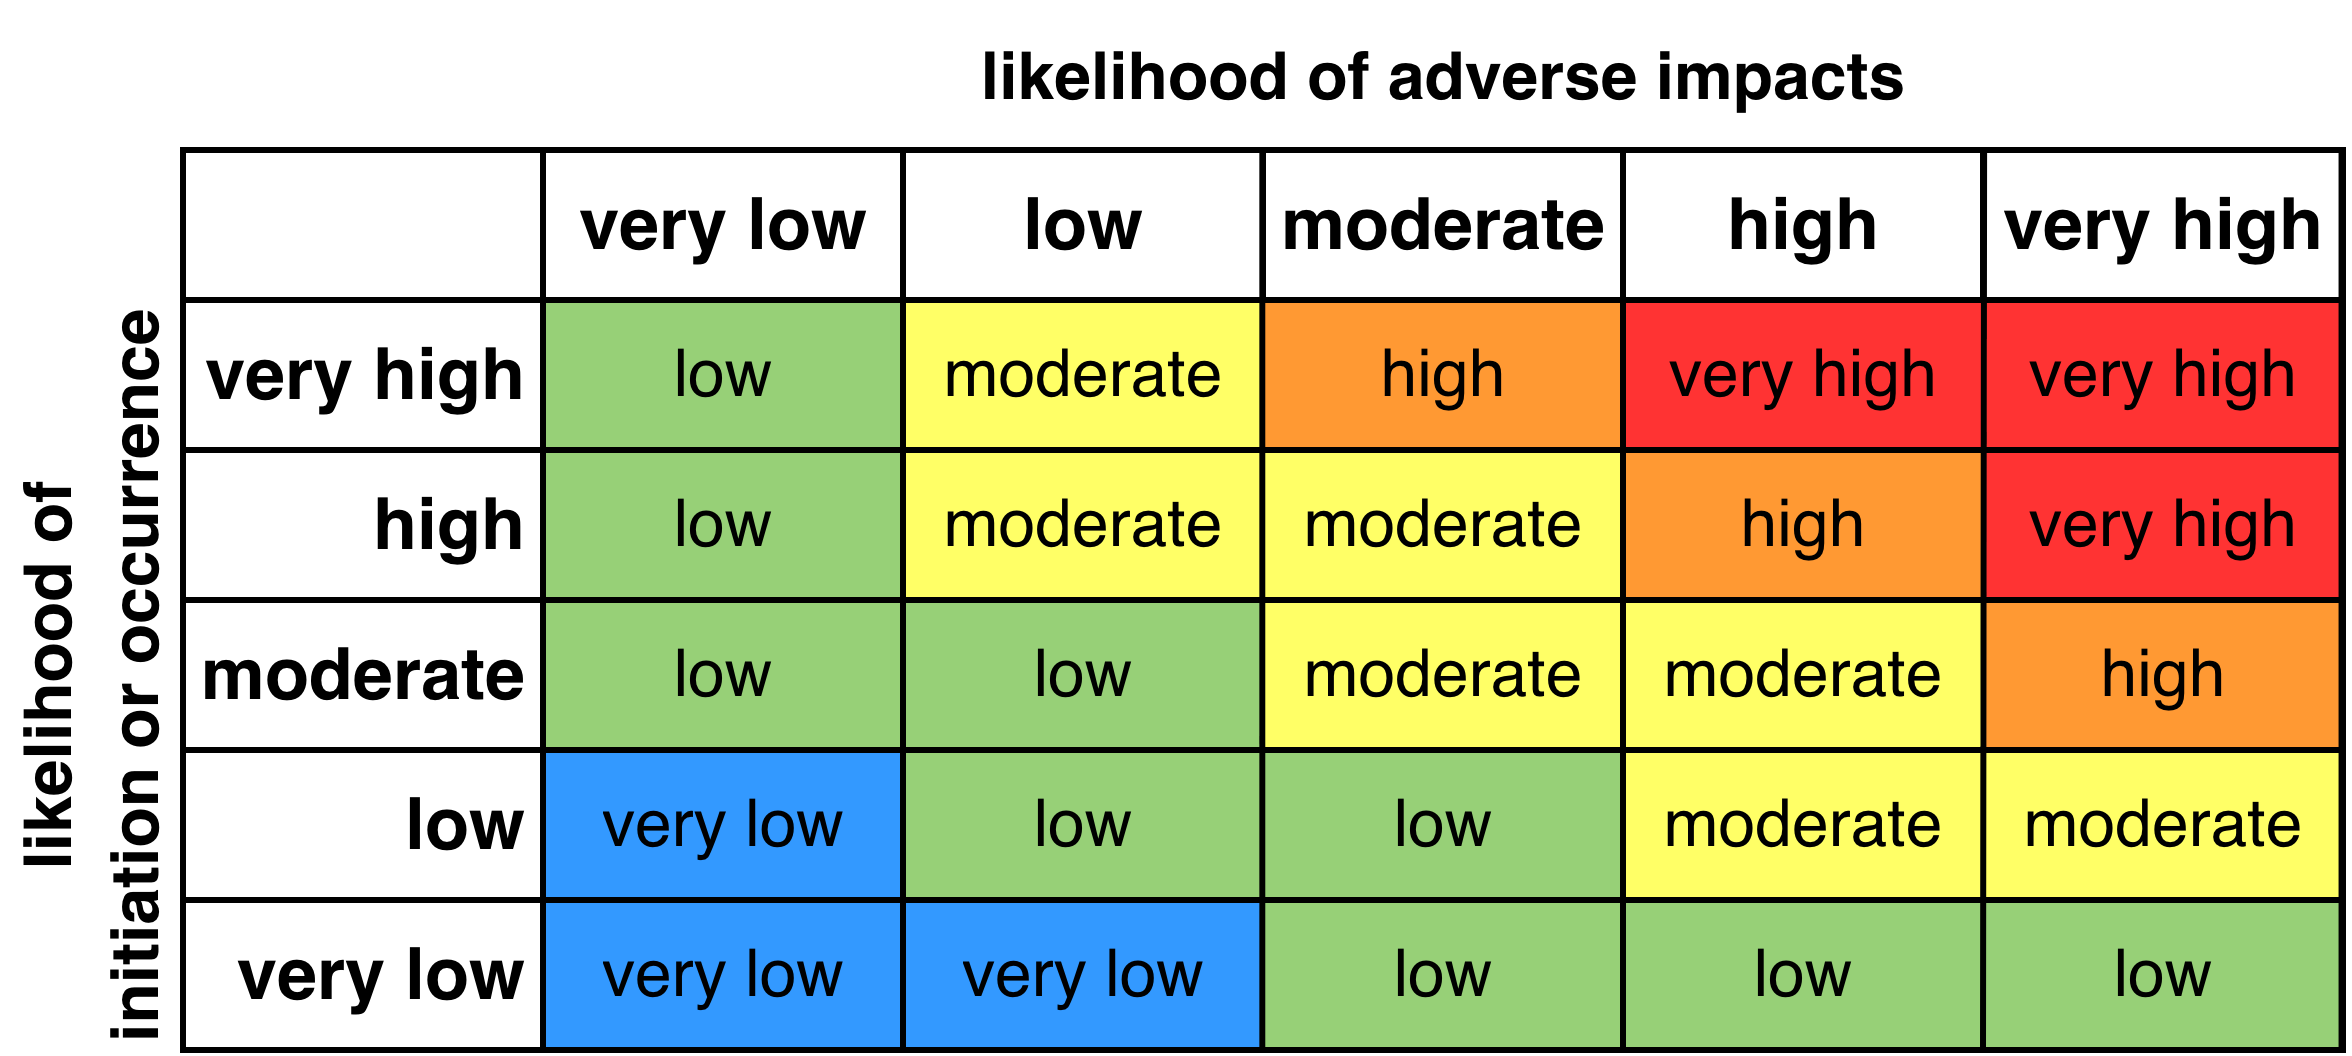 likelihood of adverse impacts
very low low moderate high very high
likelihood of
initiation or occurrence
very high low moderate high very high very high
high low moderate moderate high very high
moderate low low moderate moderate high
low very low low low moderate moderate
very low very low very low low low low